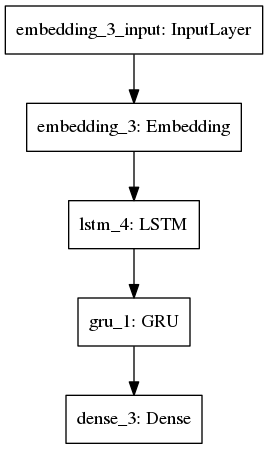 embedding_3_input: InputLayer
embedding_3: Embedding
lstm_4: LSTM
gru_1: GRU
dense_3: Dense